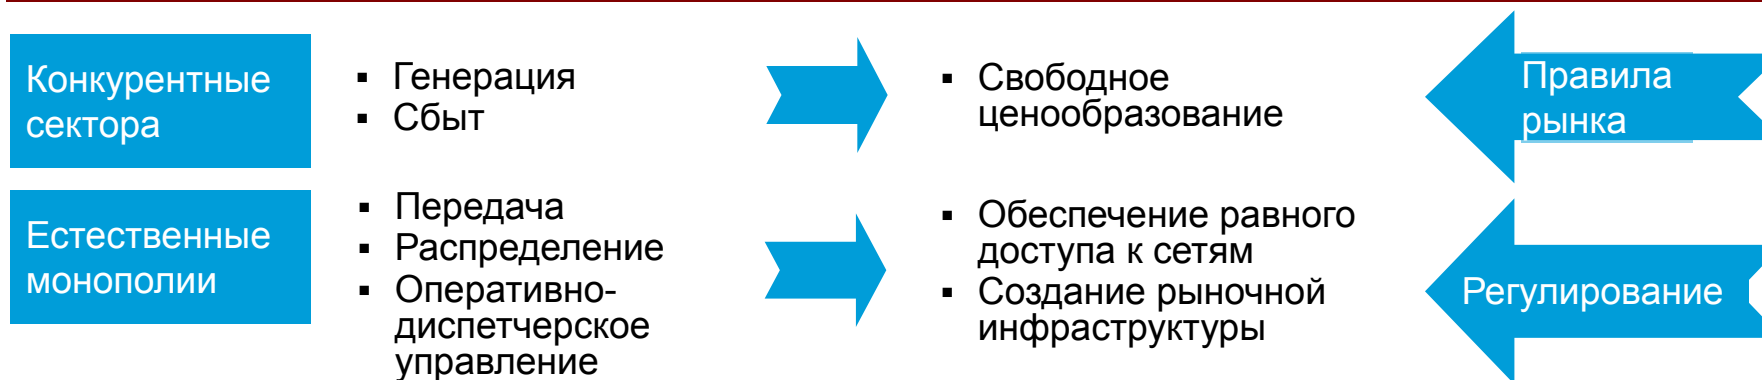 Конкурентные
сектора
▪ Генерация
▪ Сбыт
▪ Свободное
ценообразование
Правила
рынка
Естественные
монополии
▪ Передача
▪ Распределение
▪ Оперативно-
диспетчерское
управление
▪ Обеспечение равного
доступа к сетям
▪ Создание рыночной
инфраструктуры
Регулирование